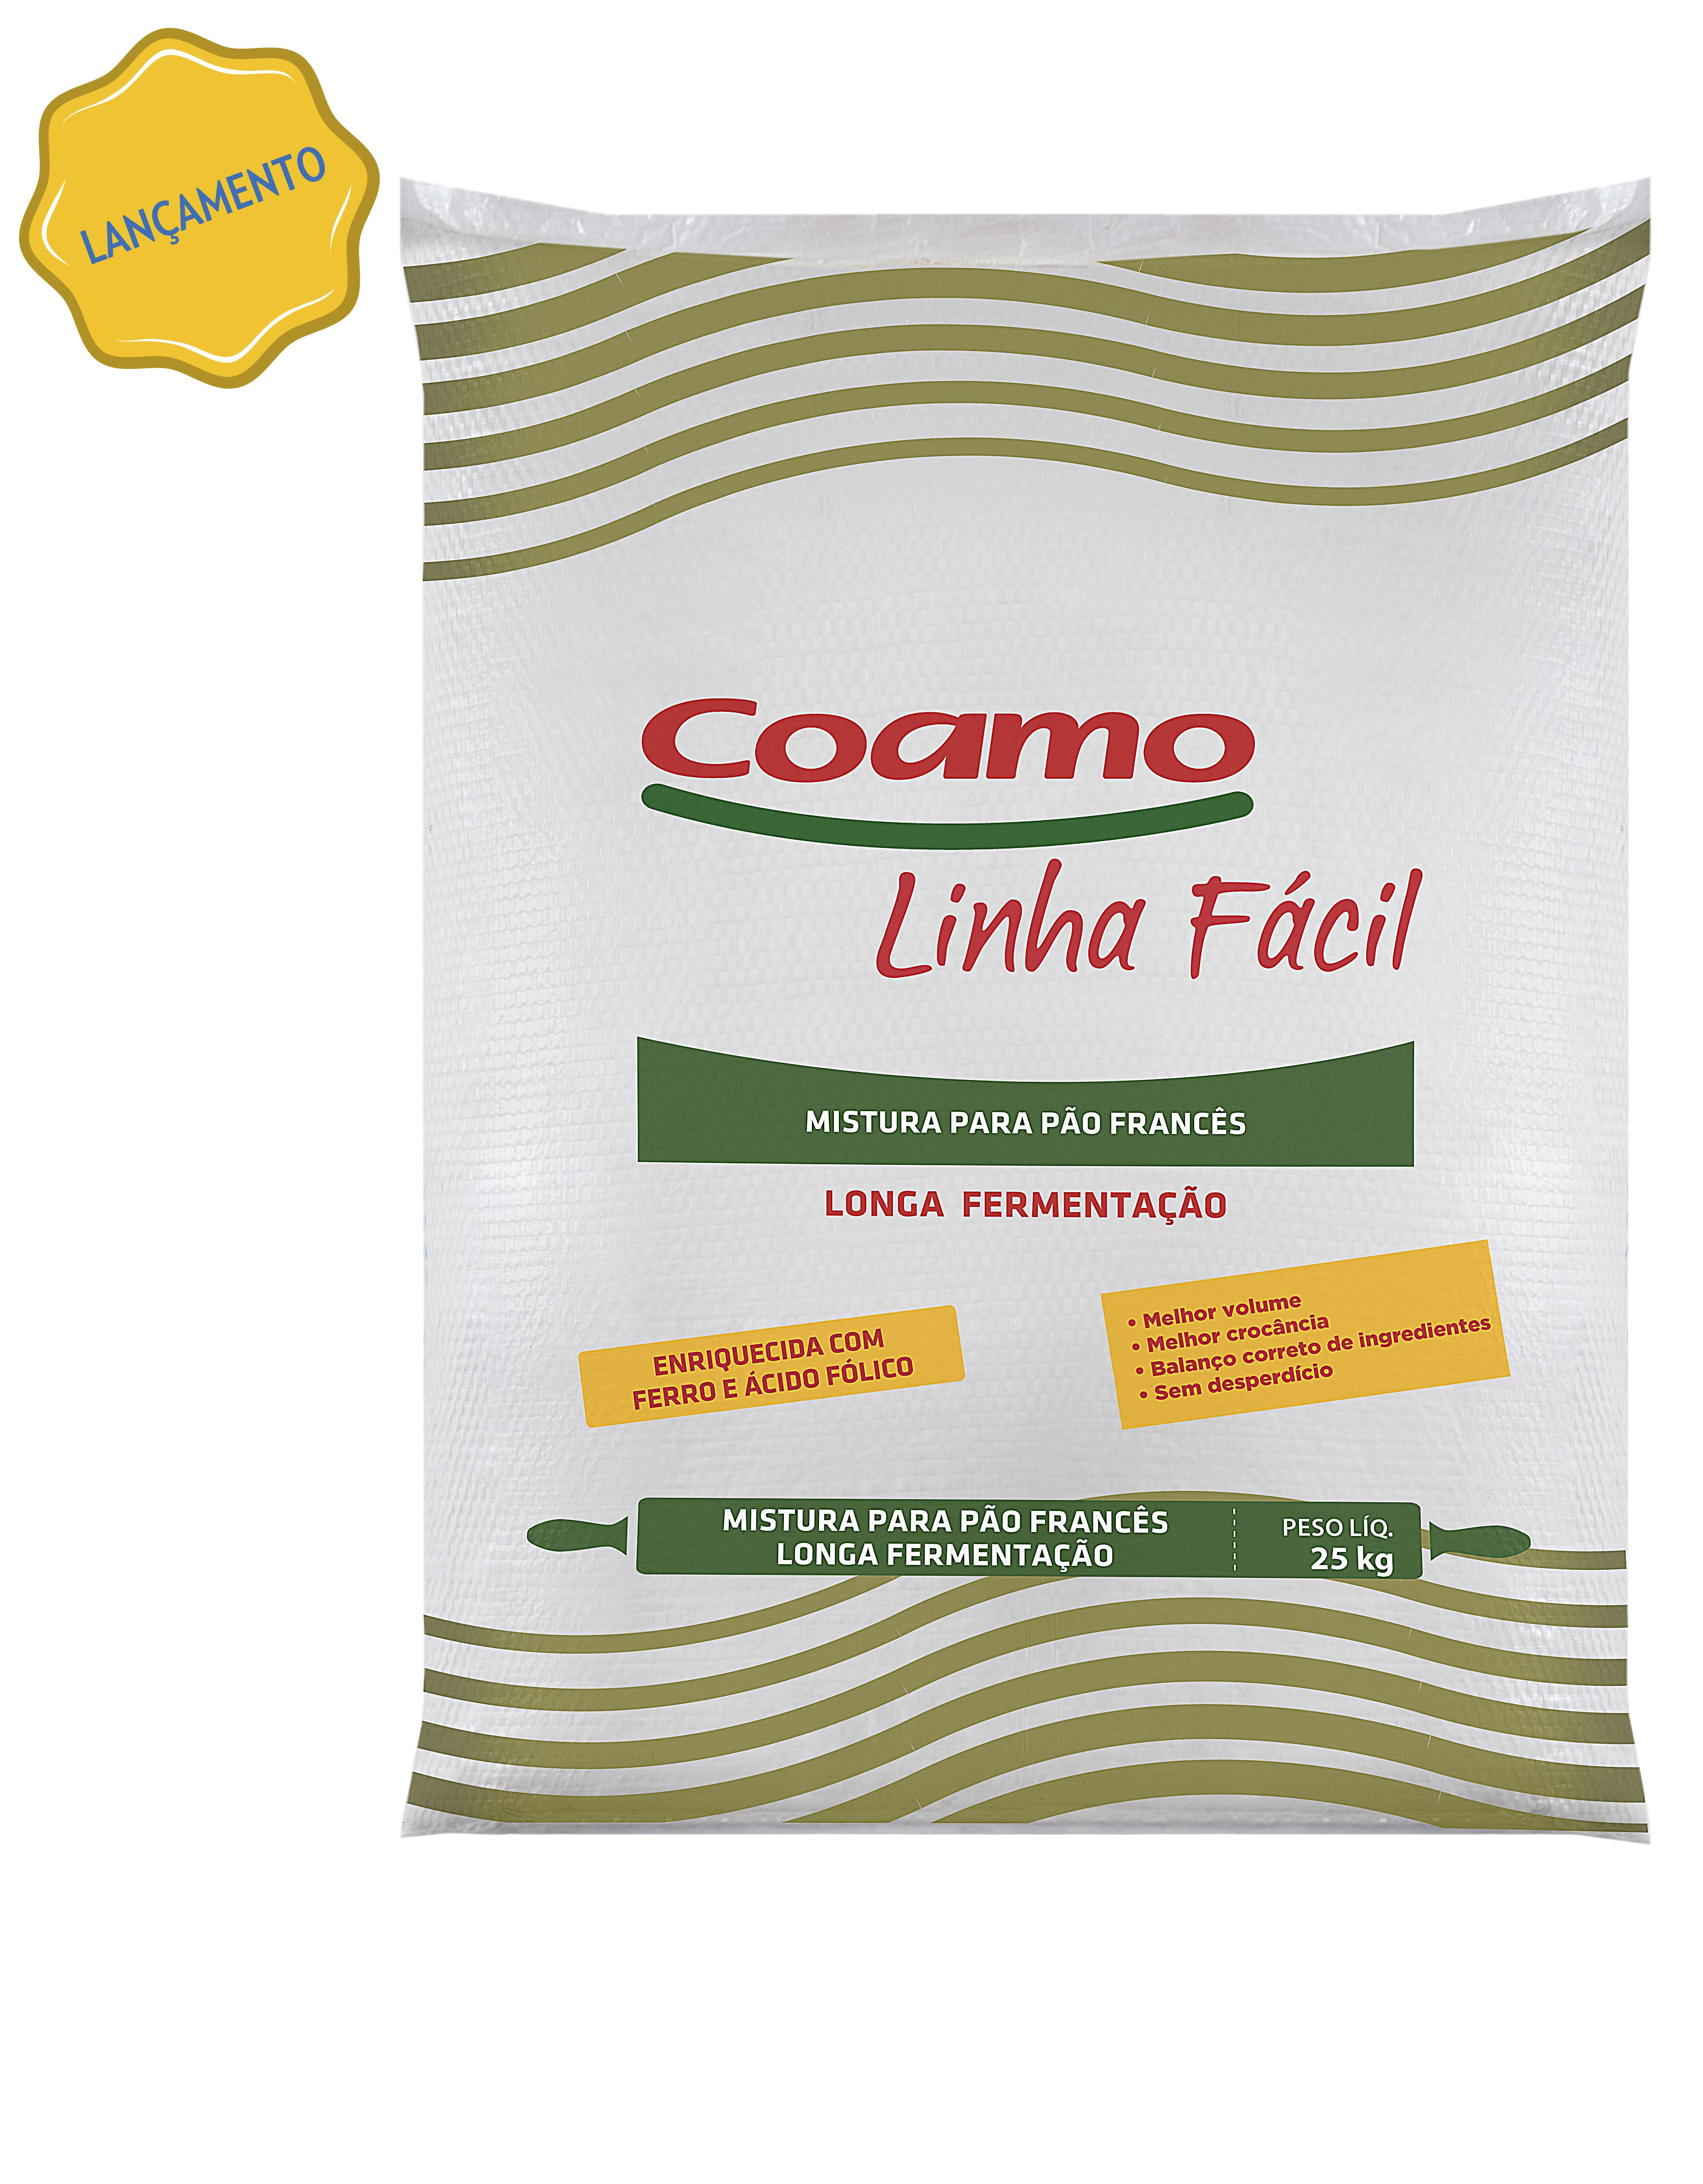 LANÇAMENTO
Coamo
Linha Fácil
MISTURA PARA PÃO FRANCÊS
LONGA FERMENTAÇÃO
ENRIQUECIDA COM
FERRO E ÁCIDO FÓLICO
• Melhor volume
• Melhor crocância
• Balanço correto de ingredientes
• Sem desperdício
MISTURA PARA PÃO FRANCÊS
LONGA FERMENTAÇÃO
PESO LÍQ.
25 kg